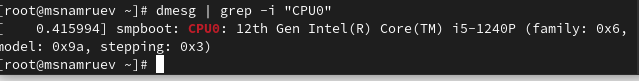 [root@msnamruev ~]# dmesg | grep -i "CPU0"
[    0.415994] smpboot: CPU0: 12th Gen Intel(R) Core(TM) i5-1240P (family: 0x6,
model: 0x9a, stepping: 0x3)
[root@msnamruev ~]#